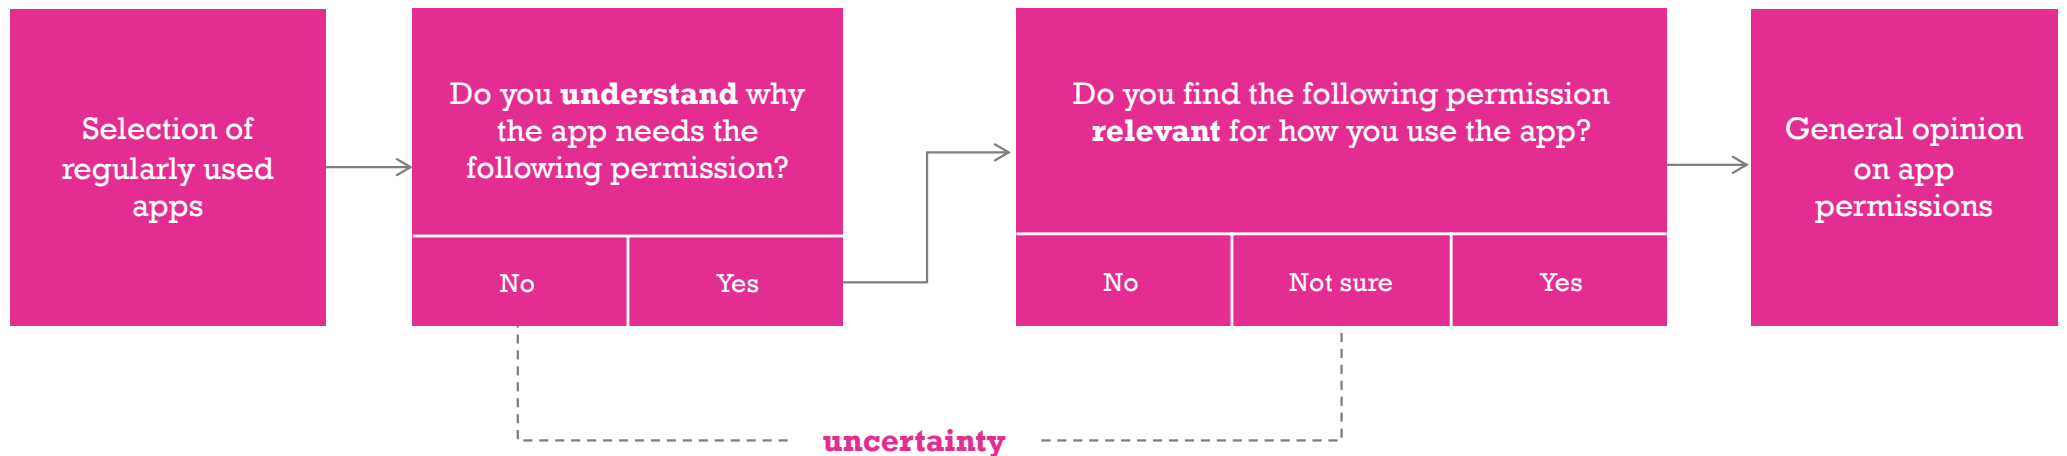 Selection of
regularly used
apps
Do you understand why
the app needs the
following permission?
No
Yes
Do you find the following permission
relevant for how you use the app?
No
Not sure
Yes
General opinion
on app
permissions
uncertainty